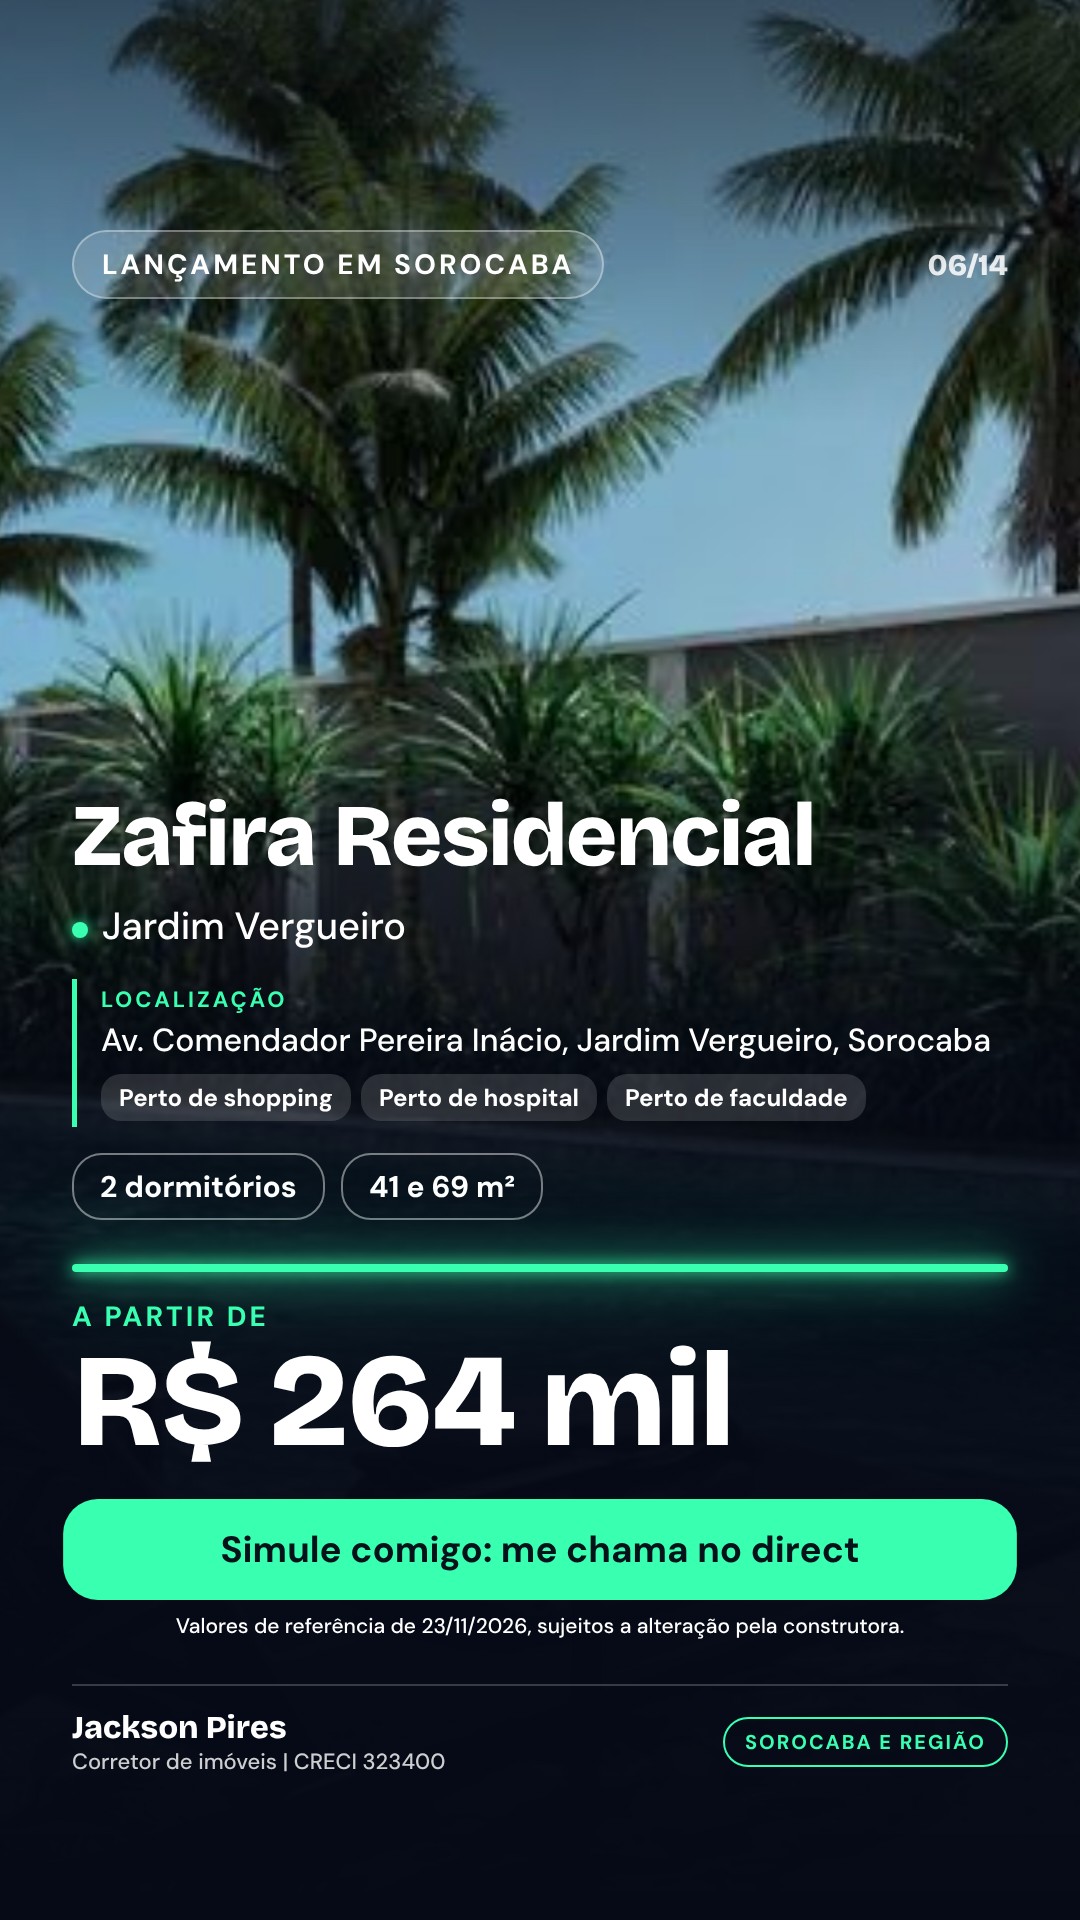 LANÇAMENTO EM SOROCABA
06/14
Zafira Residencial
Jardim Vergueiro
LOCALIZAÇÃO
Av. Comendador Pereira Inácio, Jardim Vergueiro, Sorocaba
Perto de shopping
Perto de hospital
Perto de faculdade
2 dormitórios
41 e 69 m²
A PARTIR DE
R$ 264 mil
Simule comigo: me chama no direct
Valores de referência de 23/11/2026, sujeitos a alteração pela construtora.
Jackson Pires
Corretor de imóveis | CRECI 323400
SOROCABA E REGIÃO